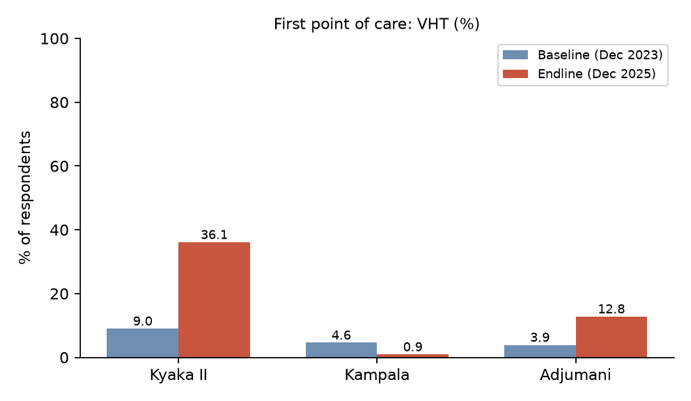 First point of care: VHT (%)
Baseline (Dec 2023)
Endline (Dec 2025)
% of respondents
100
80
60
40
20
0
9.0
36.1
4.6
0.9
3.9
12.8
Kyaka II
Kampala
Adjumani